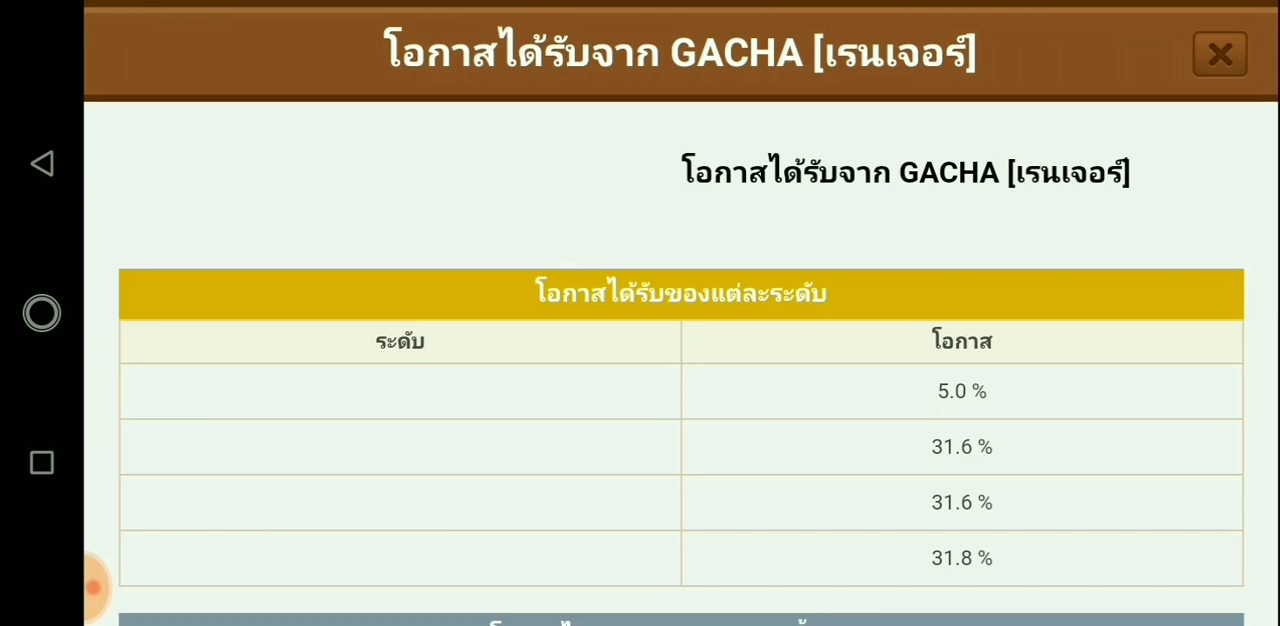 โอกาสได้รับจาก GACHA [เรนเจอร์]
โอกาสได้รับจาก GACHA [เรนเจอร์]
โอกาสได้รับของแต่ละระดับ
ระดับ โอกาส
5.0 %
31.6 %
31.6 %
31.8 %